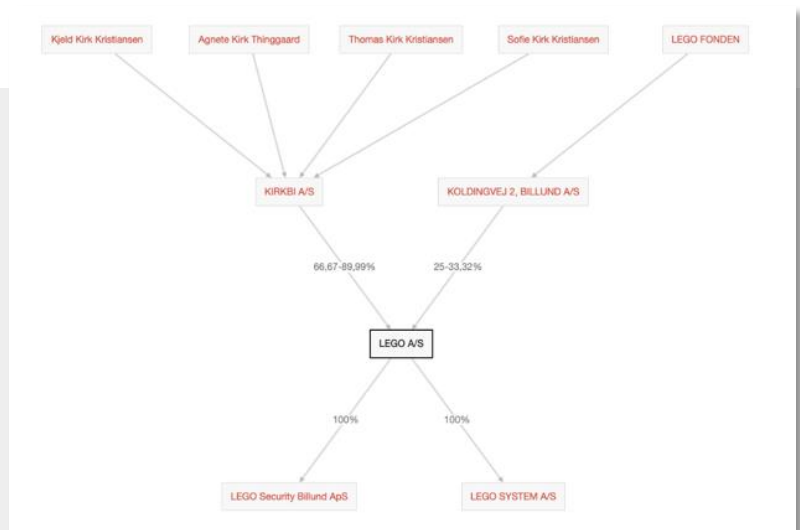 Kjeld Kirk Kristiansen
Agnete Kirk Thinggaard
Thomas Kirk Kristiansen
Sofie Kirk Kristiansen
LEGO FONDEN
KIRKBI A/S
KOLDINGVEJ 2, BILLUND A/S
66,67-89,99%
25-33,32%
LEGO A/S
100%
100%
LEGO Security Billund ApS
LEGO SYSTEM A/S